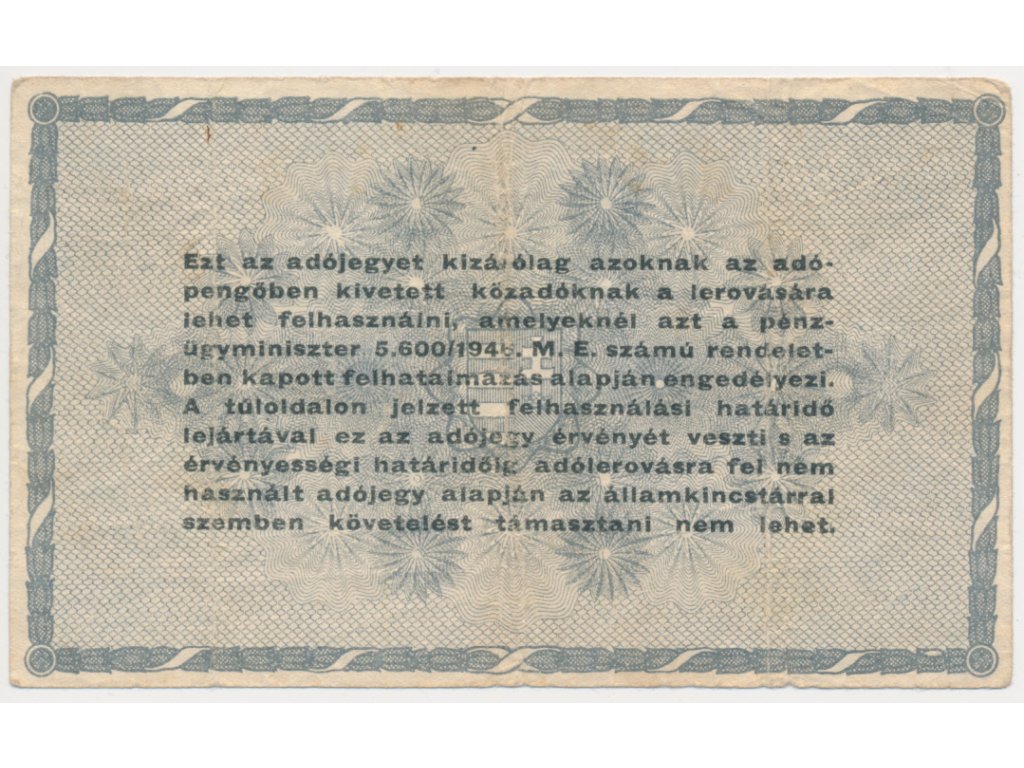 Ezt az adójegyet kizárólag azoknak az adó-
pengőben kivetett közadóknak a lerovására
lehet felhasználni, amelyeknél azt a pénz-
ügyminiszter 5.600/1946. M. E. számú rendelet-
ben kapott felhatalmazás alapján engedélyezi.
A túloldalon jelzett felhasználási határidő
lejártával ez az adójegy érvényét veszti s az
érvényességi határidőig adólerovásra fel nem
használt adójegy alapján az államkincstárral
szemben követelést támasztani nem lehet.